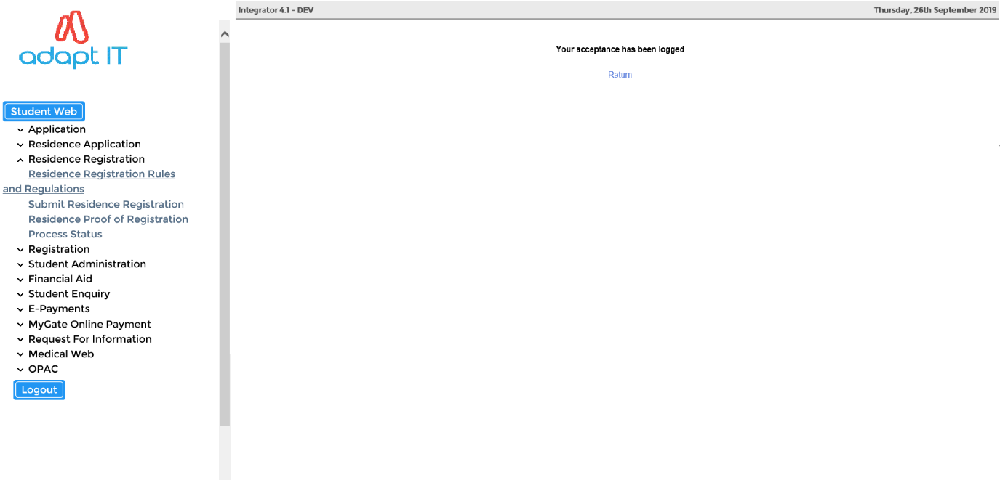 adapt IT
Integrator 4.1 - DEV
Thursday, 26th September 2019
Your acceptance has been logged
Return
Student Web
Application
Residence Application
Residence Registration
Residence Registration Rules
and Regulations
Submit Residence Registration
Residence Proof of Registration
Process Status
Registration
Student Administration
Financial Aid
Student Enquiry
E-Payments
MyGate Online Payment
Request For Information
Medical Web
OPAC
Logout